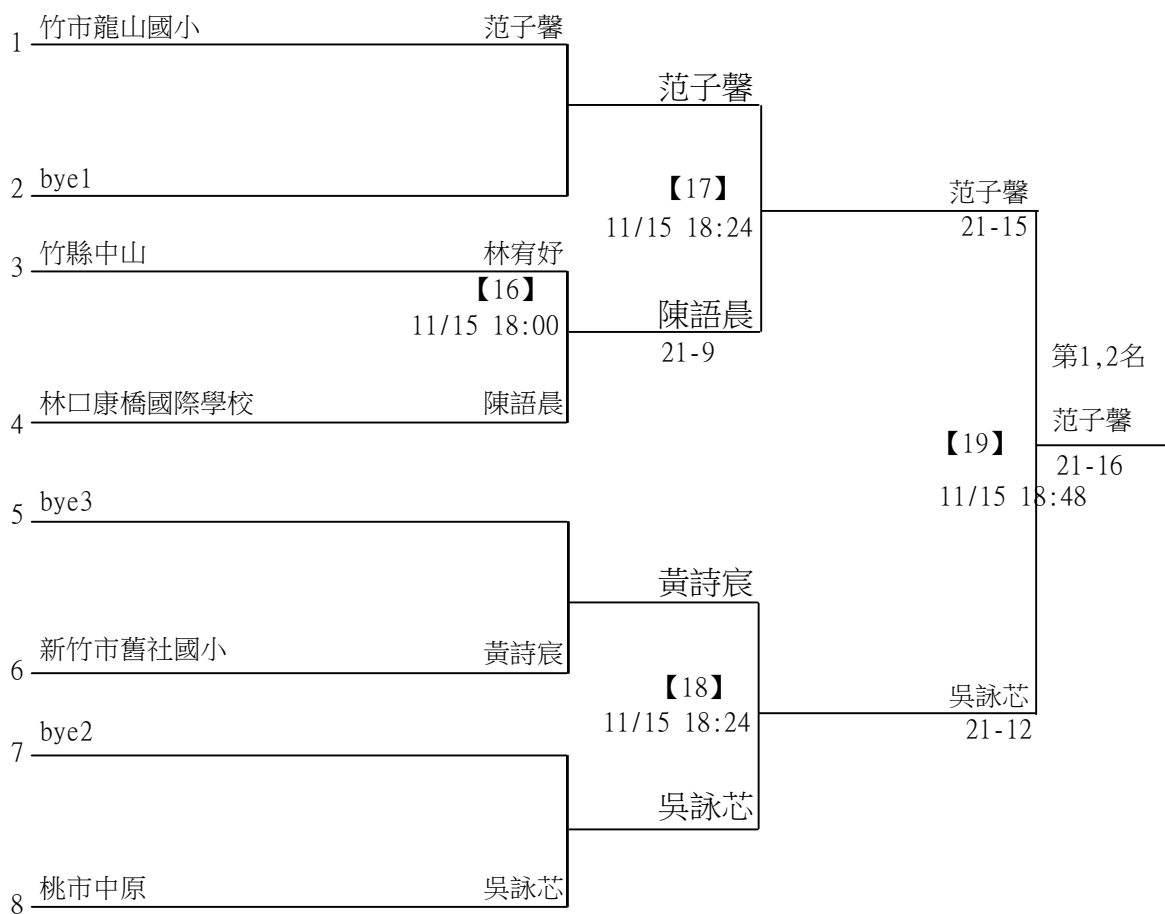 1 竹市龍山國小 范子馨
范子馨
2 bye1
【17】
11/15 18:24
范子馨
21-15
3 竹縣中山 林宥妤
【16】
11/15 18:00
陳語晨
21-9
4 林口康橋國際學校 陳語晨
第1,2名
范子馨
【19】
21-16
11/15 18:48
5 bye3
黃詩宸
6 新竹市舊社國小 黃詩宸
【18】
11/15 18:24
吳詠芯
21-12
7 bye2
吳詠芯
8 桃市中原 吳詠芯